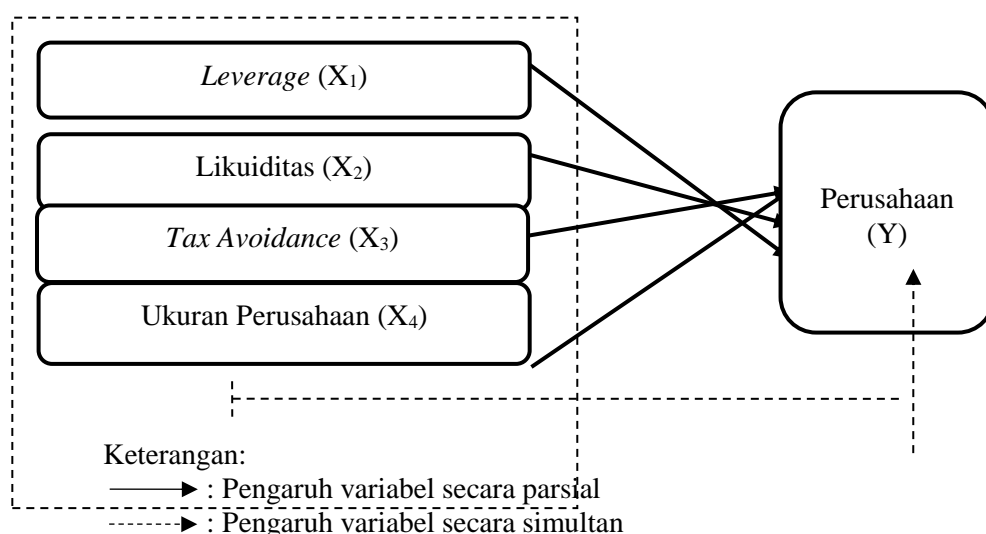 Leverage (X₁)
Likuiditas (X₂)
Tax Avoidance (X₃)
Ukuran Perusahaan (X₄)
Perusahaan
(Y)
Keterangan:
: Pengaruh variabel secara parsial
: Pengaruh variabel secara simultan